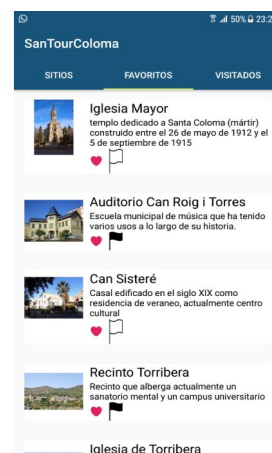 50% 23:2
SanTourColoma
SITIOS FAVORITOS VISITADOS
Iglesia Mayor
templo dedicado a Santa
Coloma (mártir)
construido entre el 26 de
mayo de 1912 y el
5 de septiembre de 1915
Auditorio Can Roig i Torres
Escuela municipal de música que ha tenido
varios usos a lo largo de su historia.
Can Sisteré
Casal edificado en el siglo XIX como
residencia de veraneo, actualmente centro
cultural
Recinto Torribera
Recinto que alberga actualmente un
sanatorio mental y un campus universitario
Iglesia de Torribera